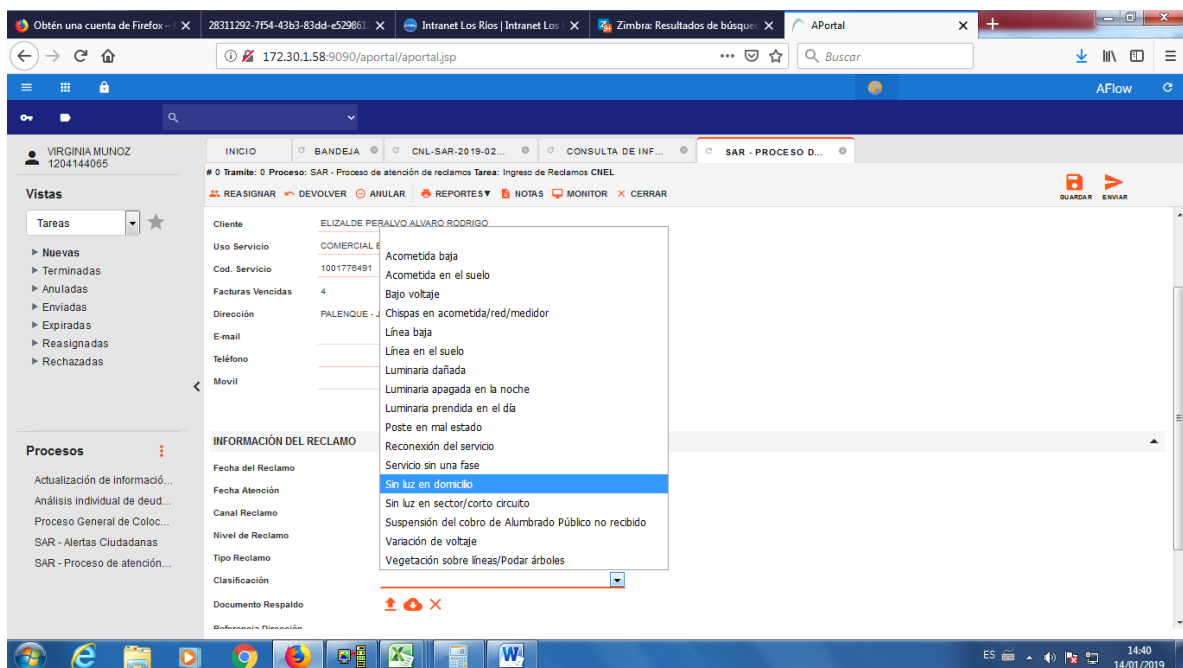 Obtén una cuenta de Firefox –
28311292-7f54-43b3-83dd-e529861
Intranet Los Ríos | Intranet Los
Zimbra: Resultados de búsque
APortal
172.30.1.58:9090/aportal/aportal.jsp
Buscar
AFlow
VIRGINIA MUNOZ
1204144065
INICIO
BANDEJA
CNL-SAR-2019-02...
CONSULTA DE INF...
SAR - PROCESO D...
# 0 Tramite: 0 Proceso: SAR - Proceso de atención de reclamos Tarea: Ingreso de Reclamos CNEL
REASIGNAR
DEVOLVER
ANULAR
REPORTES▼
NOTAS
MONITOR
CERRAR
GUARDAR
ENVIAR
Vistas
Tareas
Nuevas
Terminadas
Anuladas
Enviadas
Expiradas
Reasignadas
Rechazadas
Procesos
Actualización de informació...
Análisis individual de deud...
Proceso General de Coloc...
SAR - Alertas Ciudadanas
SAR - Proceso de atención...
Cliente ELIZALDE PERALVO ALVARO RODRIGO
Uso Servicio COMERCIAL E
Cod. Servicio 1001776491
Facturas Vencidas 4
Dirección PALENQUE - J
E-mail
Teléfono
Movil
Acometida baja
Acometida en el suelo
Bajo voltaje
Chispas en acometida/red/medidor
Línea baja
Línea en el suelo
Luminaria dañada
Luminaria apagada en la noche
Luminaria prendida en el día
Poste en mal estado
Reconexión del servicio
Servicio sin una fase
Sin luz en domicilio
Sin luz en sector/corto circuito
Suspensión del cobro de Alumbrado Público no recibido
Variación de voltaje
Vegetación sobre líneas/Podar árboles
INFORMACIÓN DEL RECLAMO
Fecha del Reclamo
Fecha Atención
Canal Reclamo
Nivel de Reclamo
Tipo Reclamo
Clasificación
Documento Respaldo
Referencia Dirección
ES
14:40
14/01/2019